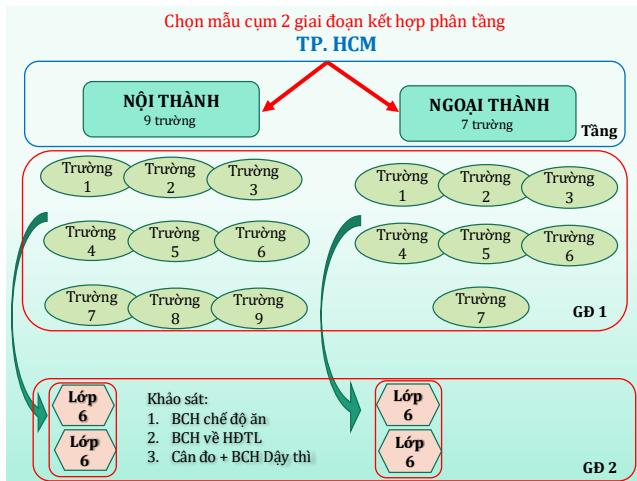 Chọn mẫu cụm 2 giai đoạn kết hợp phân tầng
TP. HCM
NỘI THÀNH
9 trường
NGOẠI THÀNH
7 trường
Tầng
Trường
1
Trường
2
Trường
3
Trường
1
Trường
2
Trường
3
Trường
4
Trường
5
Trường
6
Trường
4
Trường
5
Trường
6
Trường
7
Trường
8
Trường
9
Trường
7
GĐ 1
Lớp
6
Lớp
6
Khảo sát:
1. BCH chế độ ăn
2. BCH về HĐTL
3. Cân đo + BCH Dậy thì
Lớp
6
Lớp
6
GĐ 2